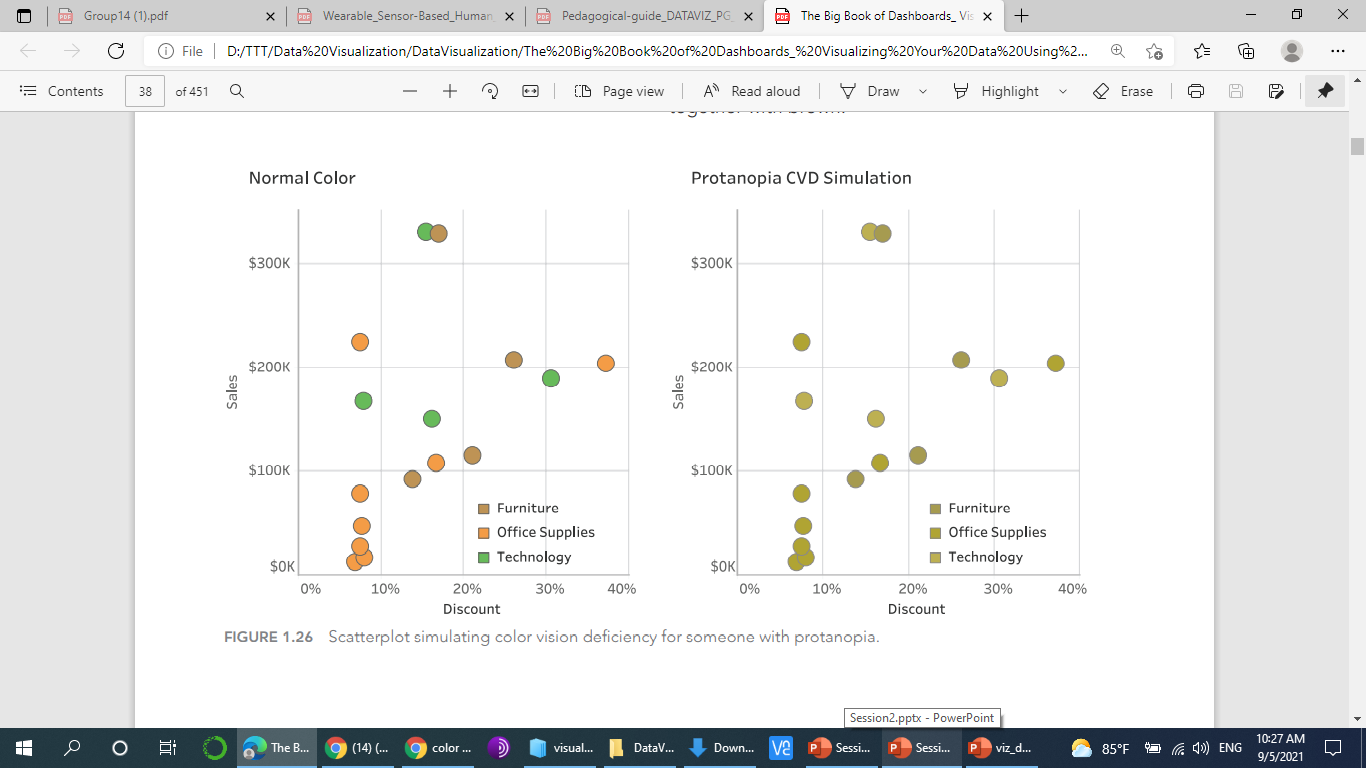 Group14 (1).pdf
Wearable_Sensor-Based_Human
Pedagogical-guide_DATAVIZ_PG
The Big Book of Dashboards_ Vis
File
D:/TTT/Data%20Visualization/DataVisualization/The%20Big%20Book%20of%20Dashboards_%20Visualizing%20Your%20Data%20Using%2...
Contents
38
of 451
Page view
Read aloud
Draw
Highlight
Erase
together with brown.
Normal Color
$300K
$200K
$100K
$0K
Sales
0%
10%
20%
30%
40%
Discount
Furniture
Office Supplies
Technology
Protanopia CVD Simulation
$300K
$200K
$100K
$0K
Sales
0%
10%
20%
30%
40%
Discount
Furniture
Office Supplies
Technology
FIGURE 1.26 Scatterplot simulating color vision deficiency for someone with protanopia.
Session2.pptx - PowerPoint
The B...
(14) (...
color ...
visual...
DataV...
Down...
Sessi...
Sessi...
viz_d...
85°F
ENG
10:27 AM
9/5/2021